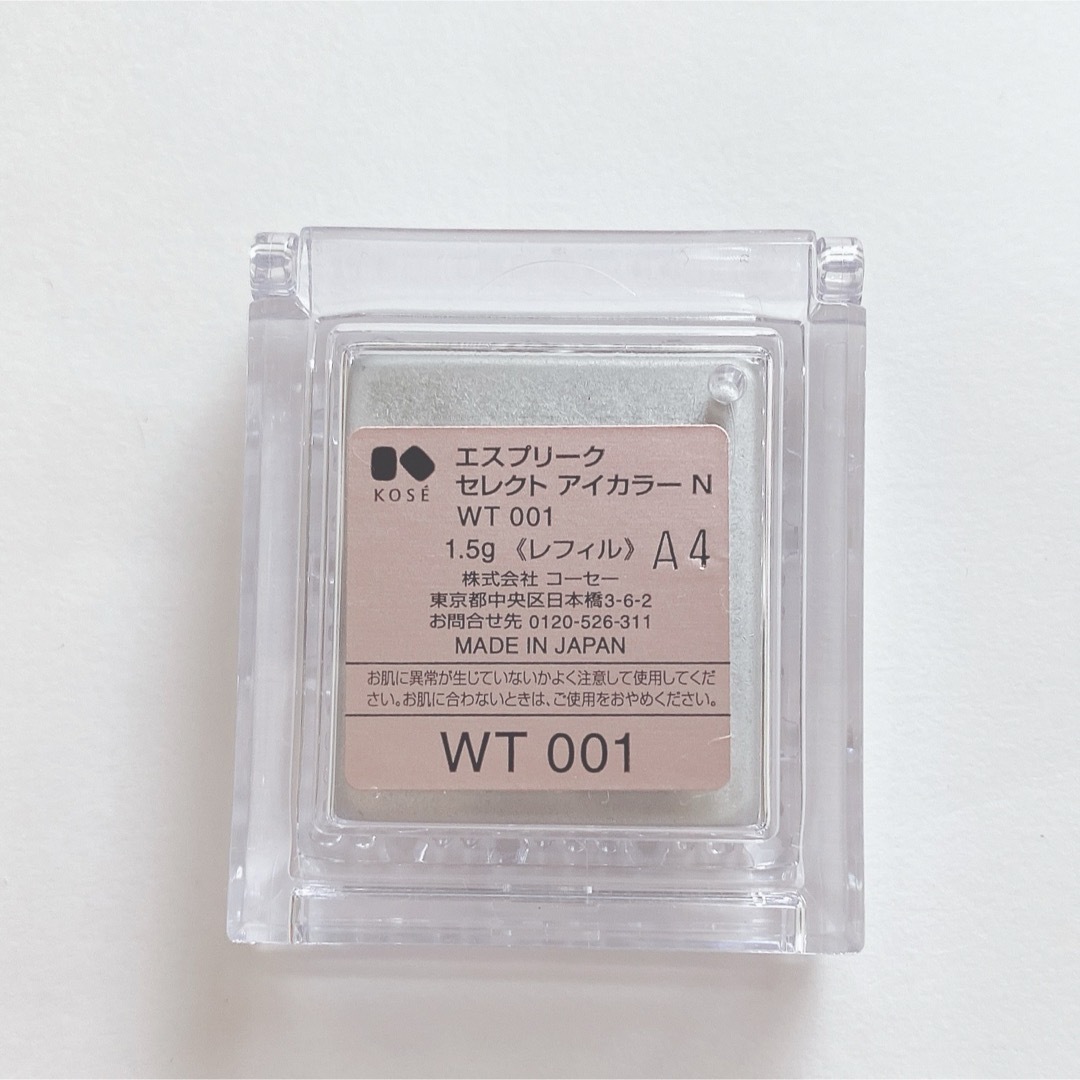 KOSÉ
エスプリーク
セレクト アイカラー N
WT 001
1.5g 《レフィル》 A4
株式会社 コーセー
東京都中央区日本橋3-6-2
お問合せ先 0120-526-311
MADE IN JAPAN
お肌に異常が生じていないかよく注意して使用してくだ
さい。お肌に合わないときは、ご使用をおやめください。
WT 001